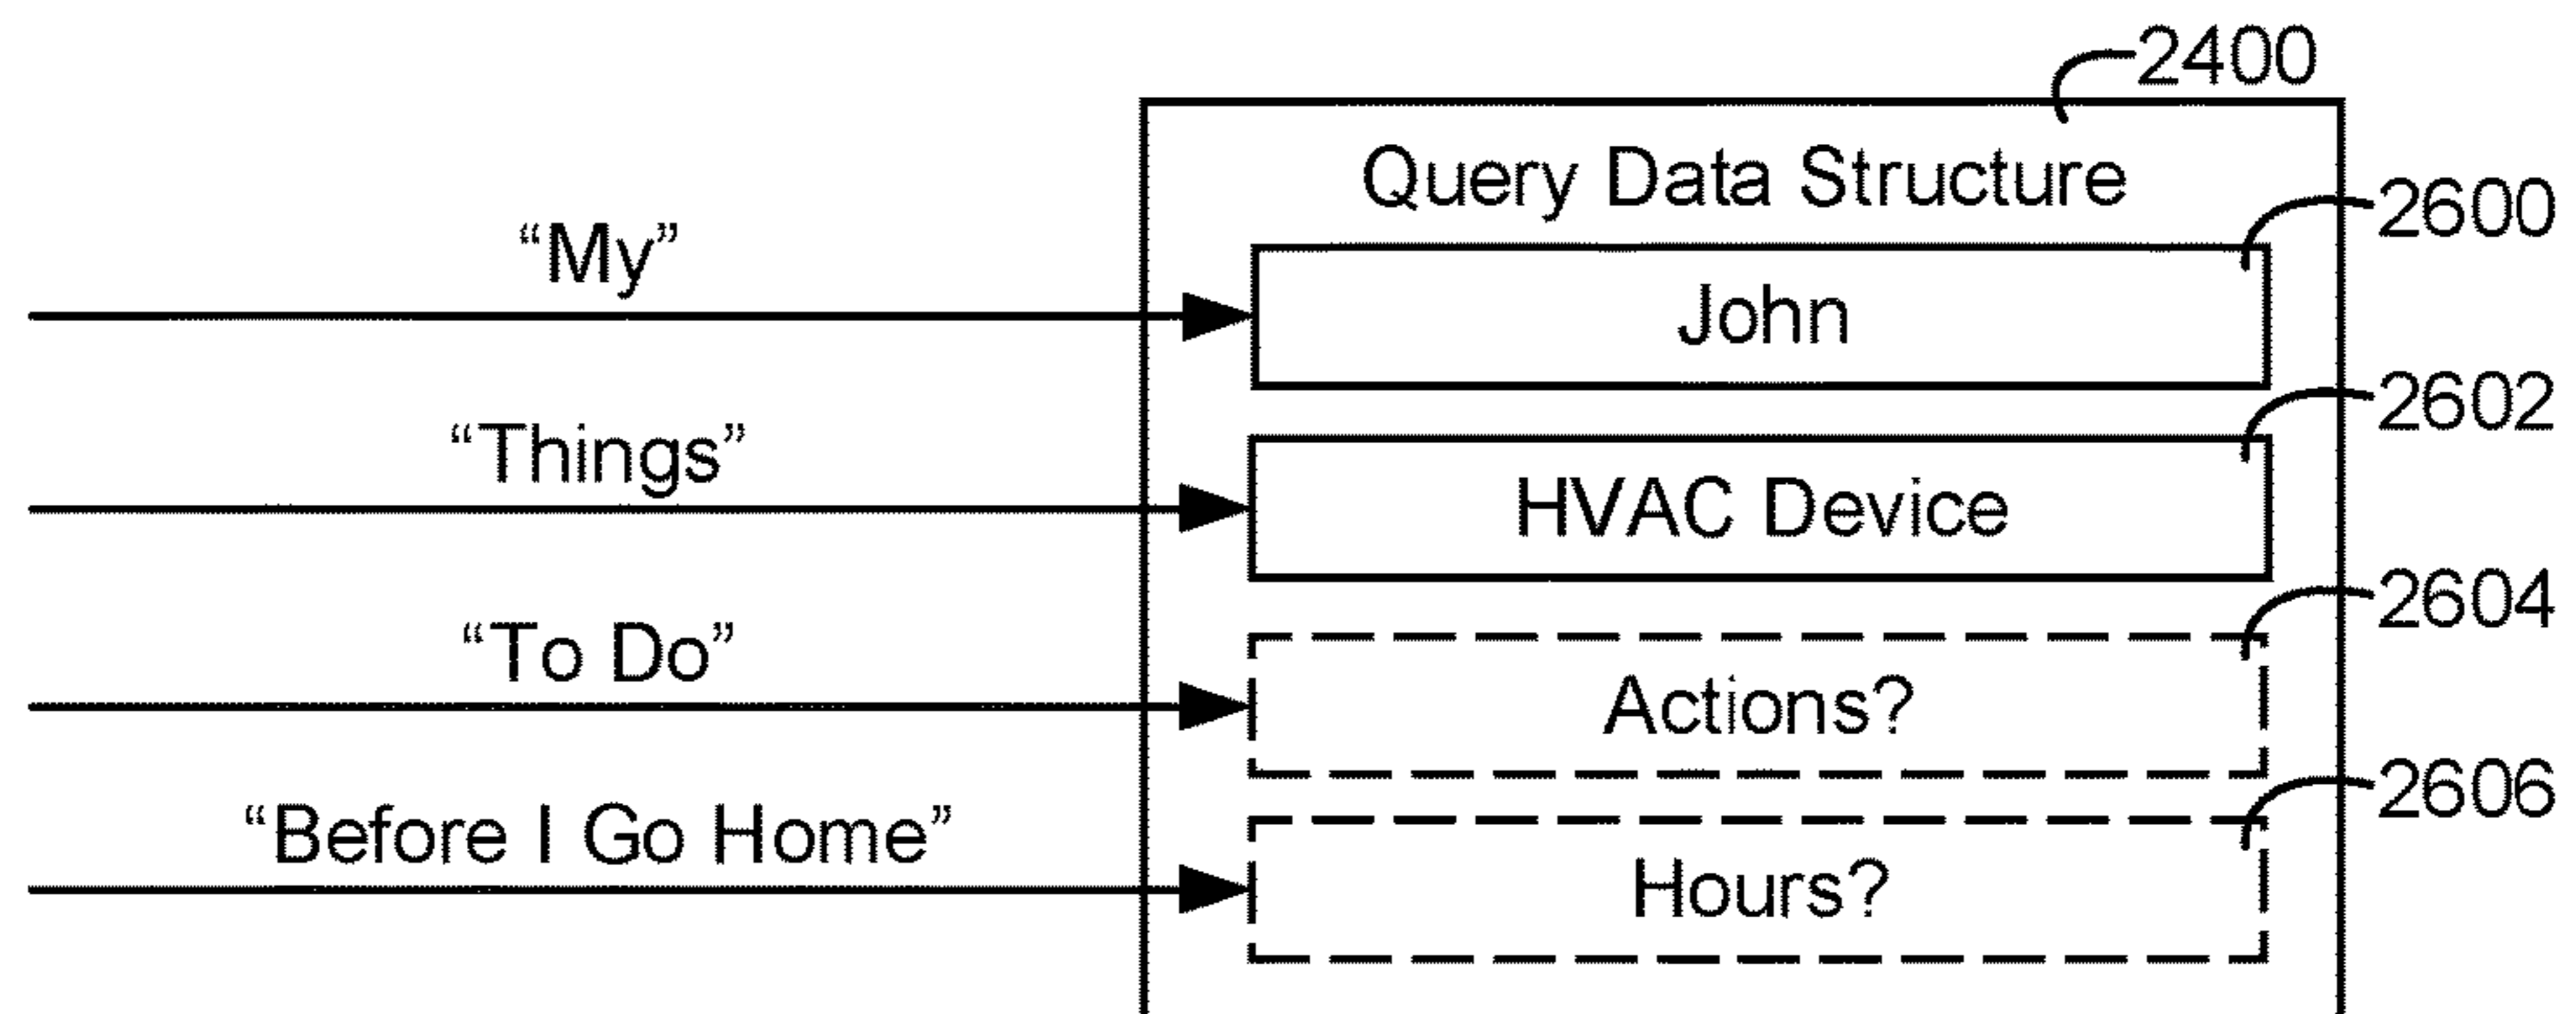 2400
Query Data Structure
2600
“My”
John
2602
“Things”
HVAC Device
2604
“To Do”
Actions?
2606
“Before I Go Home”
Hours?